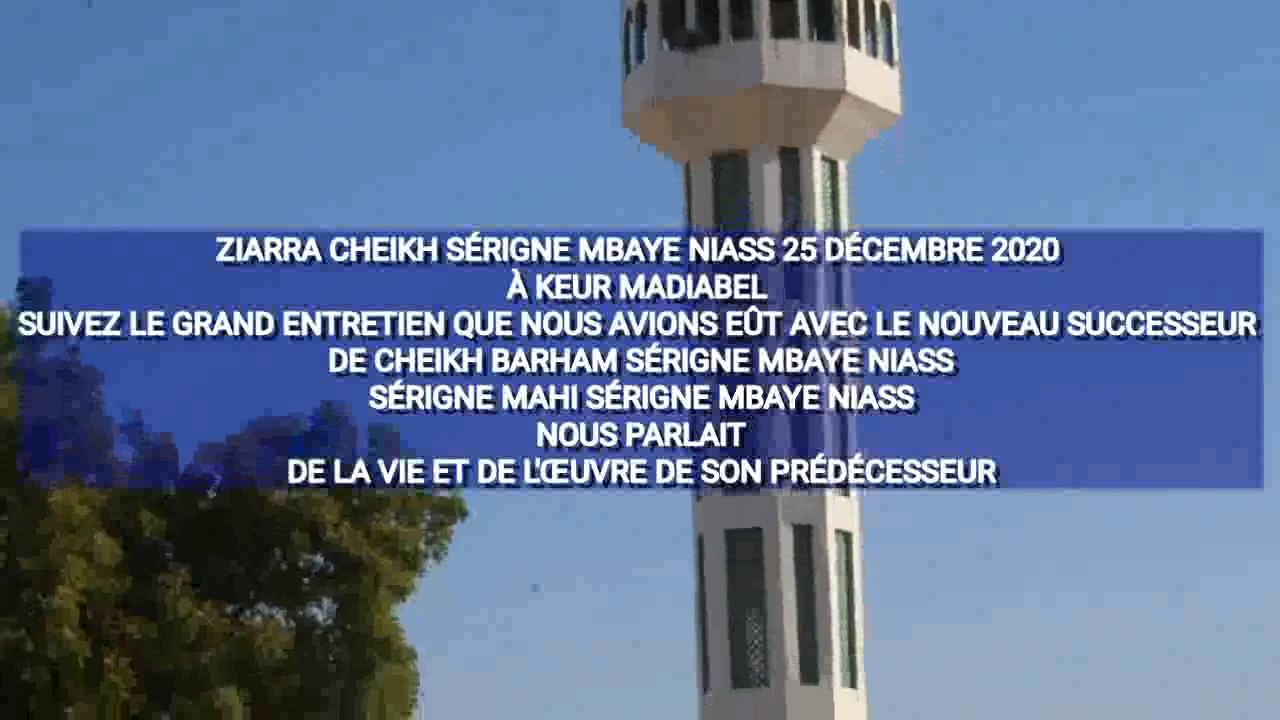 ZIARRA CHEIKH SÉRIGNE MBAYE NIASS 25 DÉCEMBRE 2020
À KEUR MADIABEL
SUIVEZ LE GRAND ENTRETIEN QUE NOUS AVIONS EÛT AVEC LE NOUVEAU SUCCESSEUR
DE CHEIKH BARHAM SÉRIGNE MBAYE NIASS
SÉRIGNE MAHI SÉRIGNE MBAYE NIASS
NOUS PARLAIT
DE LA VIE ET DE L'ŒUVRE DE SON PRÉDÉCESSEUR